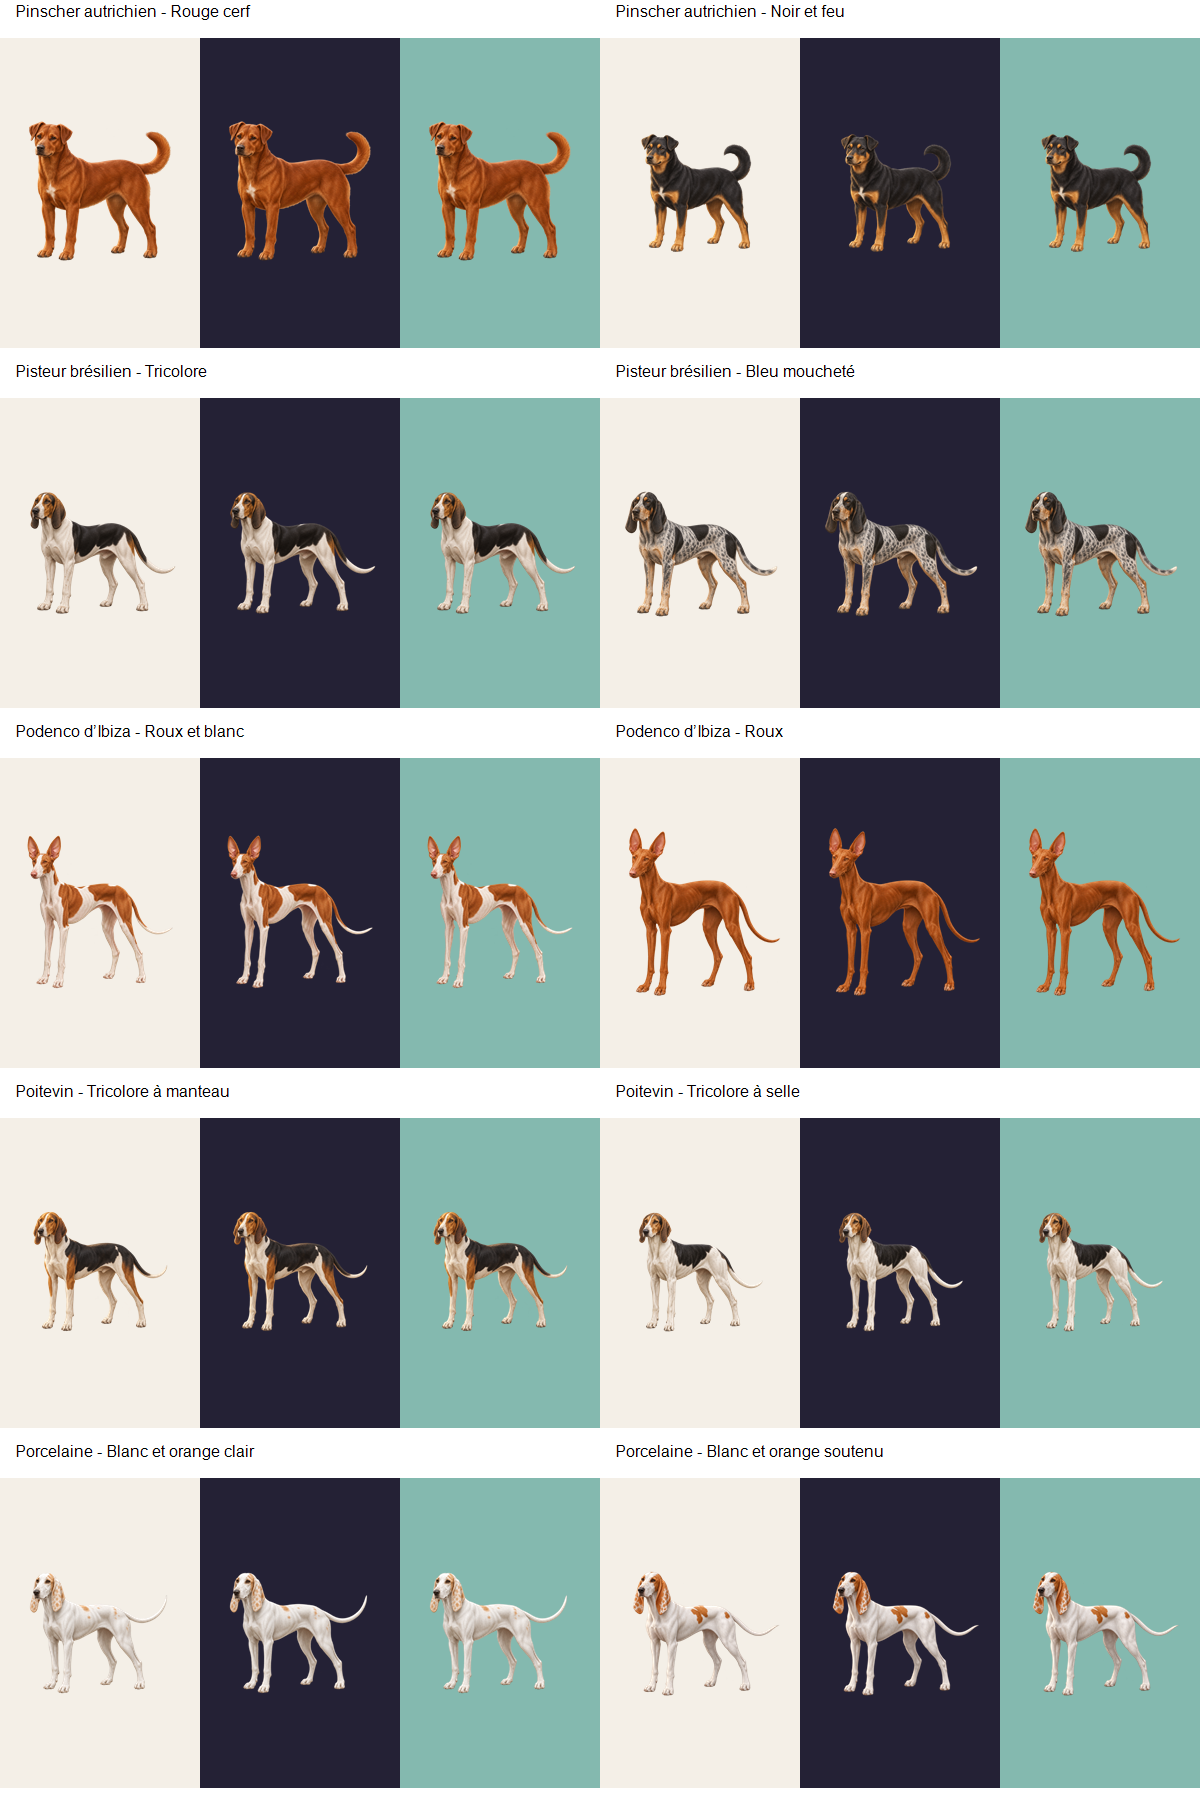 Pinscher autrichien - Rouge cerf
Pinscher autrichien - Noir et feu
Pisteur brésilien - Tricolore
Pisteur brésilien - Bleu moucheté
Podenco d’Ibiza - Roux et blanc
Podenco d’Ibiza - Roux
Poitevin - Tricolore à manteau
Poitevin - Tricolore à selle
Porcelaine - Blanc et orange clair
Porcelaine - Blanc et orange soutenu